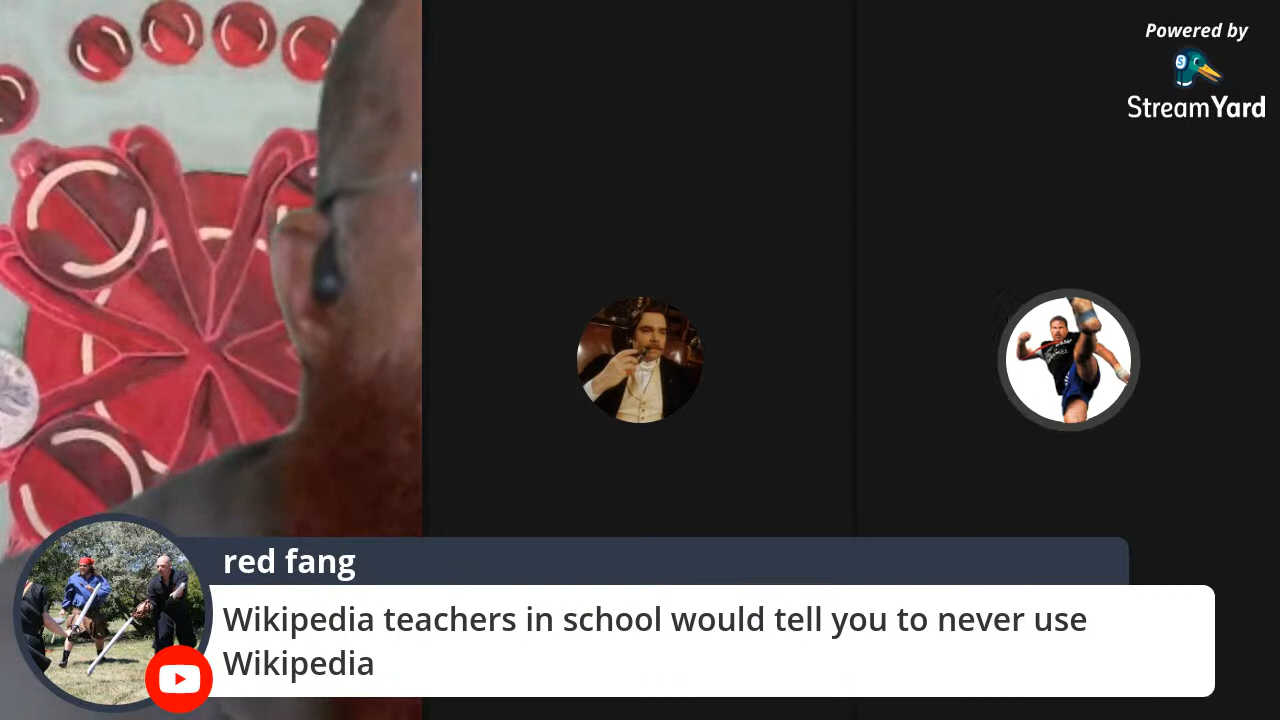 Powered by
StreamYard
red fang
Wikipedia teachers in school would tell you to never use
Wikipedia